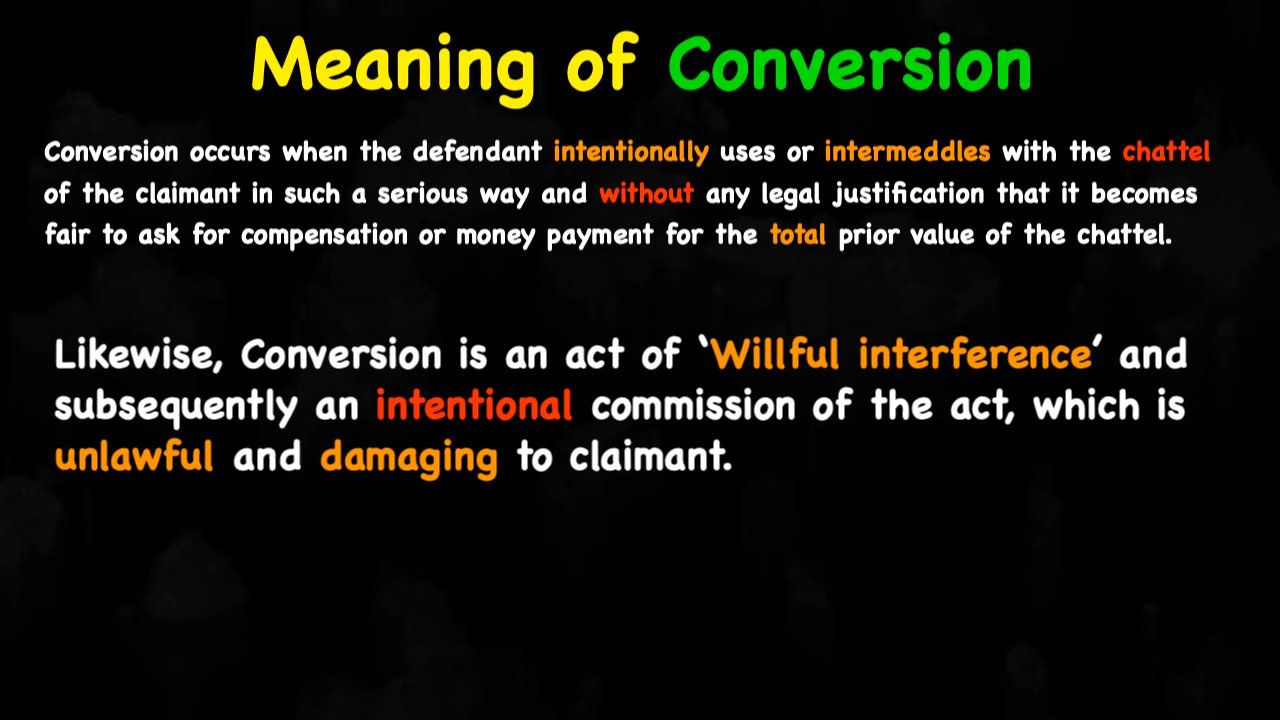 Meaning of Conversion
Conversion occurs when the defendant intentionally uses or intermeddles with the chattel
of the claimant in such a serious way and without any legal justification that it becomes
fair to ask for compensation or money payment for the total prior value of the chattel.
Likewise, Conversion is an act of ‘Willful interference’ and
subsequently an intentional commission of the act, which is
unlawful and damaging to claimant.